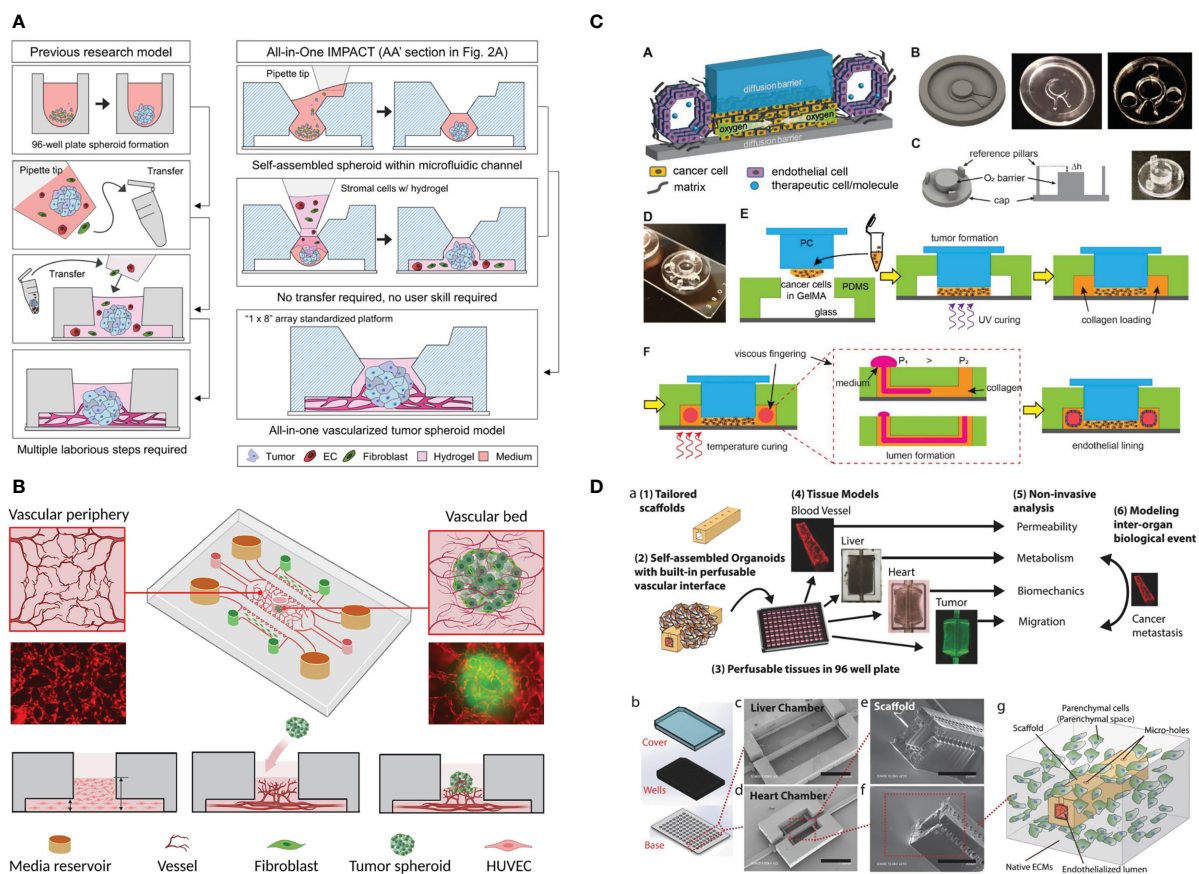 A
Previous research model
96-well plate spheroid formation
Pipette tip
Transfer
Transfer
Multiple laborious steps required
All-in-One IMPACT (AA' section in Fig. 2A)
Pipette tip
Self-assembled spheroid within microfluidic channel
Stromal cells w/ hydrogel
No transfer required, no user skill required
"1 x 8" array standardized platform
All-in-one vascularized tumor spheroid model
Tumor EC Fibroblast Hydrogel Medium
B
Vascular periphery
Vascular bed
Media reservoir Vessel Fibroblast Tumor spheroid HUVEC
C
A
diffusion barrier
oxygen oxygen
diffusion barrier
cancer cell endothelial cell
matrix therapeutic cell/molecule
B
C
reference pillars
Δh
O₂ barrier
cap
D
E
PC
cancer cells
in GelMA
PDMS
glass
tumor formation
UV curing
collagen loading
F
viscous fingering
medium
P₁ > P₂
collagen
temperature curing
lumen formation
endothelial lining
D
a (1) Tailored
scaffolds
(2) Self-assembled Organoids
with built-in perfusable
vascular interface
(3) Perfusable tissues in 96 well plate
(4) Tissue Models
Blood Vessel
Liver
Heart
Tumor
(5) Non-invasive
analysis
Permeability
Metabolism
Biomechanics
Migration
(6) Modeling
inter-organ
biological event
Cancer
metastasis
b
Cover
Wells
Base
c
Liver Chamber
d
Heart Chamber
e
Scaffold
f
g
Parenchymal cells
(Parenchymal space)
Scaffold
Micro-holes
Native ECMs
Endothelialized lumen